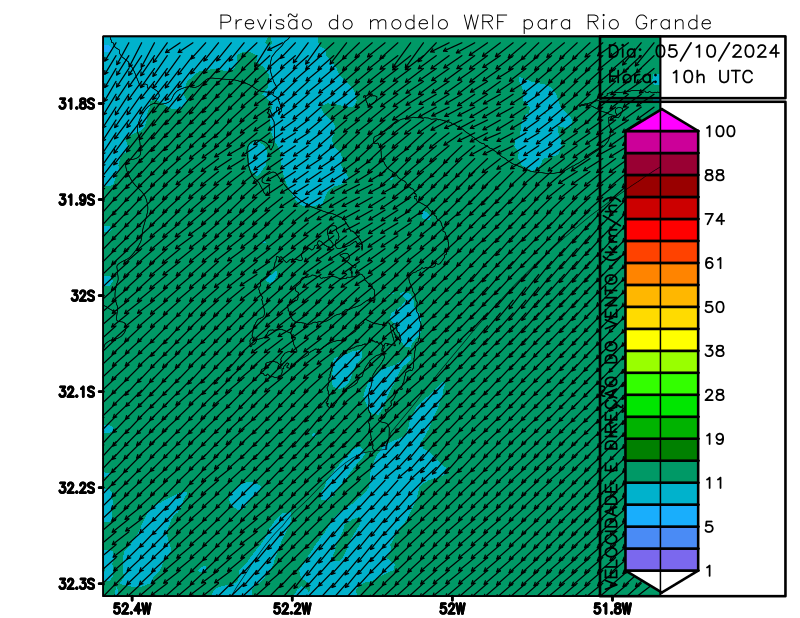 Previsão do modelo WRF para Rio Grande
Dia: 05/10/2024
Hora: 10h UTC
31.8S
31.9S
32S
32.1S
32.2S
32.3S
52.4W
52.2W
52W
51.8W
VELOCIDADE E DIREÇÃO DO VENTO (km/h)
100
88
74
61
50
38
28
19
11
5
1